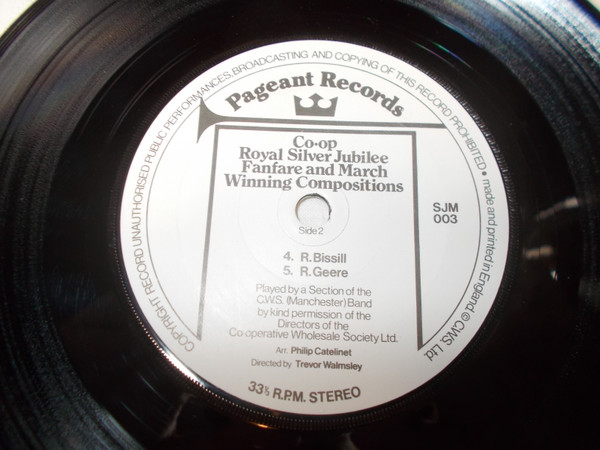 COPYRIGHT RECORD UNAUTHORISED PUBLIC PERFORMANCES, BROADCASTING AND COPYING OF THIS RECORD PROHIBITED • made and printed in England ℗ C.W.S. Ltd.
Pageant Records
Co-op
Royal Silver Jubilee
Fanfare and March
Winning Compositions
SJM
003
Side 2
4. R.Bissill
5. R.Geere
Played by a Section of the
C.W.S. (Manchester) Band
by kind permission of the
Directors of the
Co-operative Wholesale Society Ltd.
Arr. Philip Catelinet
Directed by Trevor Walmsley
33⅓ R.P.M. STEREO